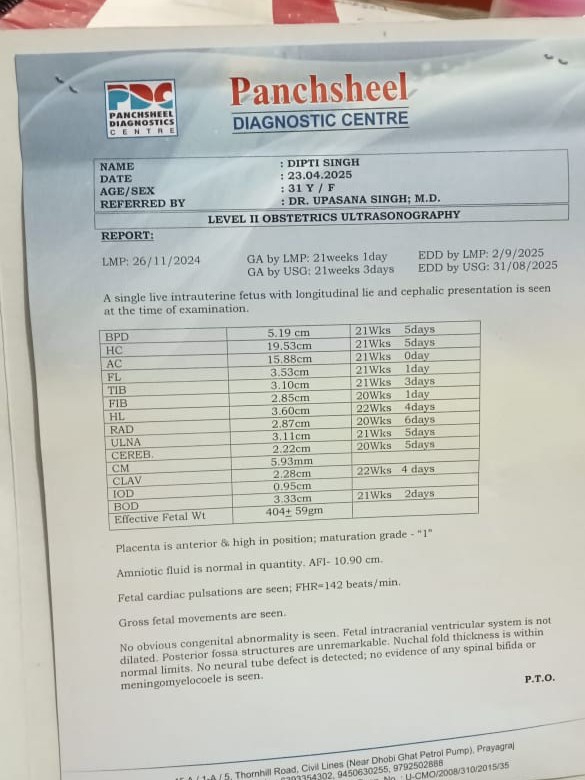 PDC
PANCHSHEEL
DIAGNOSTICS
CENTRE
Panchsheel
DIAGNOSTIC CENTRE
NAME : DIPTI SINGH
DATE : 23.04.2025
AGE/SEX : 31 Y / F
REFERRED BY : DR. UPASANA SINGH; M.D.
LEVEL II OBSTETRICS ULTRASONOGRAPHY
REPORT:
LMP: 26/11/2024 GA by LMP: 21weeks 1day EDD by LMP: 2/9/2025
GA by USG: 21weeks 3days EDD by USG: 31/08/2025
A single live intrauterine fetus with longitudinal lie and cephalic presentation is seen
at the time of examination.
BPD 5.19 cm 21Wks 5days
HC 19.53cm 21Wks 5days
AC 15.88cm 21Wks 0day
FL 3.53cm 21Wks 1day
TIB 3.10cm 21Wks 3days
FIB 2.85cm 20Wks 1day
HL 3.60cm 22Wks 4days
RAD 2.87cm 20Wks 6days
ULNA 3.11cm 21Wks 5days
CEREB. 2.22cm 20Wks 5days
CM 5.93mm
CLAV 2.28cm 22Wks 4 days
IOD 0.95cm
BOD 3.33cm 21Wks 2days
Effective Fetal Wt 404± 59gm
Placenta is anterior & high in position; maturation grade - "1"
Amniotic fluid is normal in quantity. AFI- 10.90 cm.
Fetal cardiac pulsations are seen; FHR=142 beats/min.
Gross fetal movements are seen.
No obvious congenital abnormality is seen. Fetal intracranial ventricular system is not
dilated. Posterior fossa structures are unremarkable. Nuchal fold thickness is within
normal limits. No neural tube defect is detected; no evidence of any spinal bifida or
meningomyelocoele is seen.
P.T.O.
1-A / 5, Thornhill Road, Civil Lines (Near Dhobi Ghat Petrol Pump), Prayagraj
9450630255, 9792502888
No. U-CMO/2008/310/2015/35